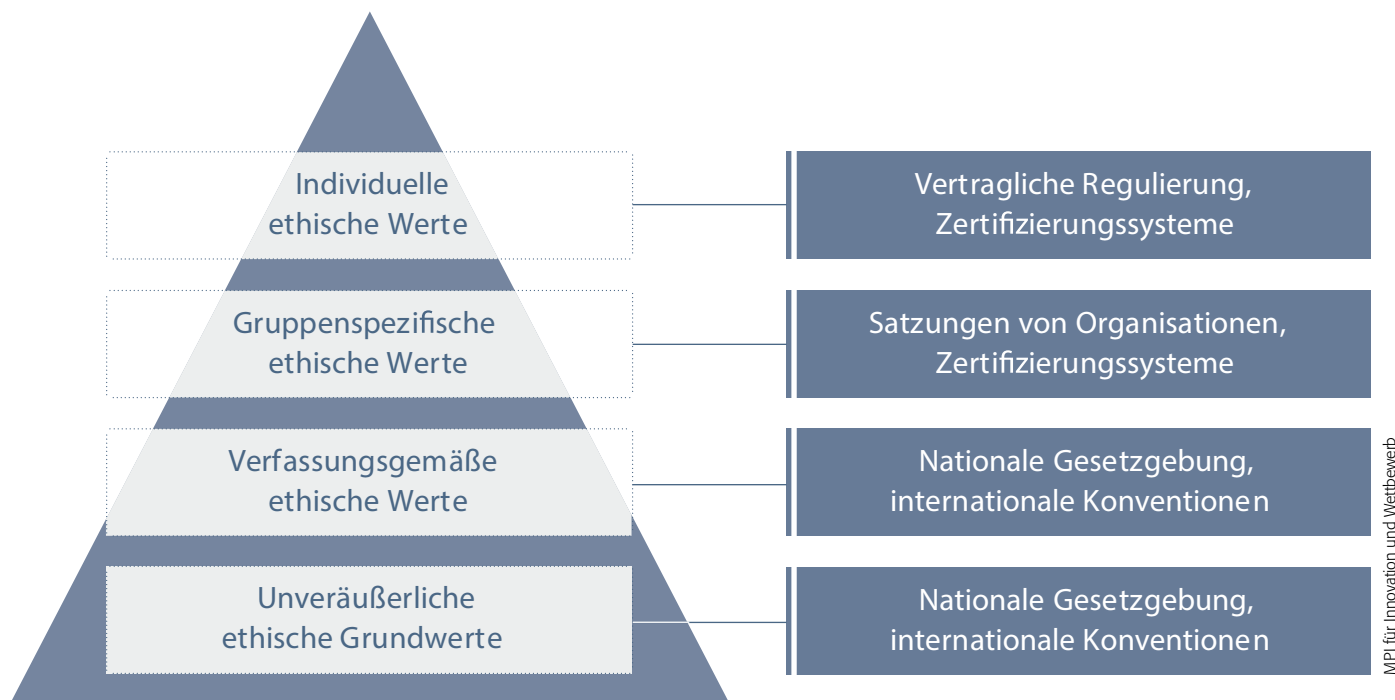 Individuelle
ethische Werte
Vertragliche Regulierung,
Zertifizierungssysteme
Gruppenspezifische
ethische Werte
Satzungen von Organisationen,
Zertifizierungssysteme
Verfassungsgemäße
ethische Werte
Nationale Gesetzgebung,
internationale Konventionen
Unveräußerliche
ethische Grundwerte
Nationale Gesetzgebung,
internationale Konventionen
MPI für Innovation und Wettbewerb